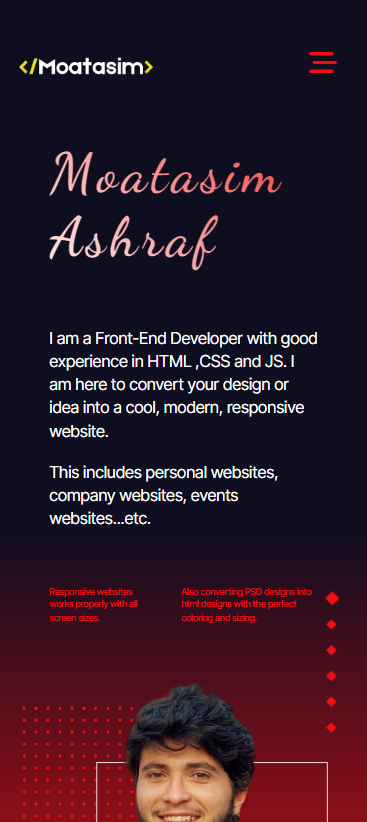 </Moatasim>
Moatasim
Ashraf
I am a Front-End Developer with good
experience in HTML ,CSS and JS. I
am here to convert your design or
idea into a cool, modern, responsive
website.
This includes personal websites,
company websites, events
websites...etc.
Responsive websites
works properly with all
screen sizes.
Also converting PSD designs into
html designs with the perfect
coloring and sizing.